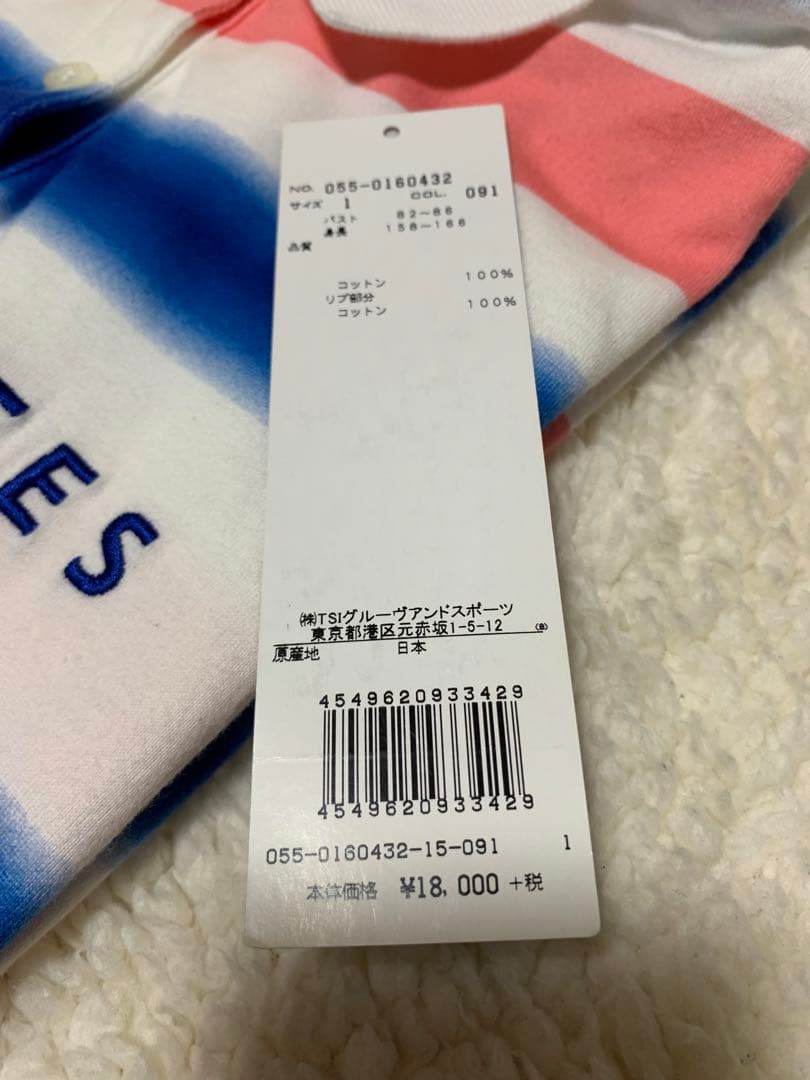 NO. 055-0160432
サイズ 1 COL. 091
バスト 82～86
身長 158～166
品質
コットン 100%
リブ部分
コットン 100%
㈱TSIグルーヴアンドスポーツ
東京都港区元赤坂1-5-12 (B)
原産地 日本
4549620933429
4549620933429
055-0160432-15-091 1
本体価格 ¥18,000 +税
TES